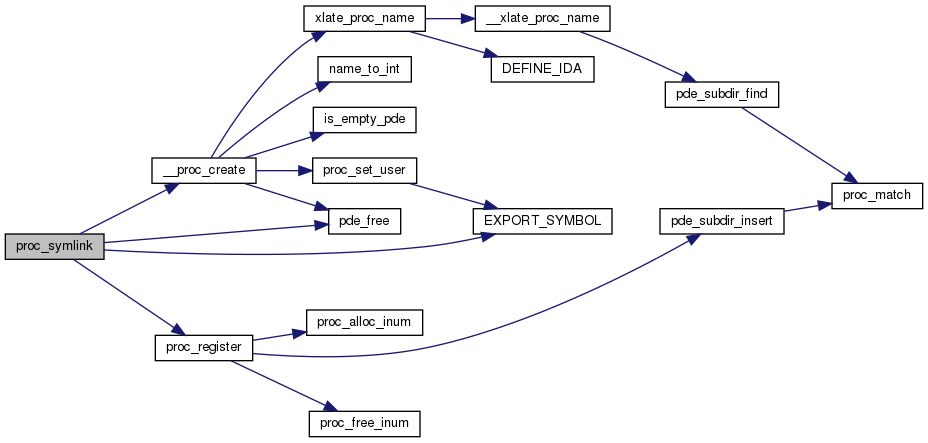 xlate_proc_name
__xlate_proc_name
name_to_int
DEFINE_IDA
pde_subdir_find
is_empty_pde
__proc_create
proc_set_user
proc_match
pde_free
EXPORT_SYMBOL
pde_subdir_insert
proc_symlink
proc_alloc_inum
proc_register
proc_free_inum